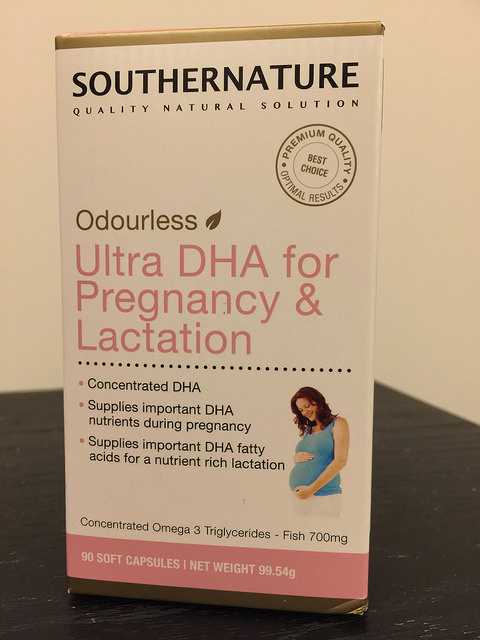 SOUTHERNATURE
QUALITY NATURAL SOLUTION
PREMIUM QUALITY
BEST
CHOICE
OPTIMAL RESULTS
Odourless
Ultra DHA for
Pregnancy &
Lactation
• Concentrated DHA
• Supplies important DHA
nutrients during pregnancy
• Supplies important DHA fatty
acids for a nutrient rich lactation
Concentrated Omega 3 Triglycerides - Fish 700mg
90 SOFT CAPSULES | NET WEIGHT 99.54g